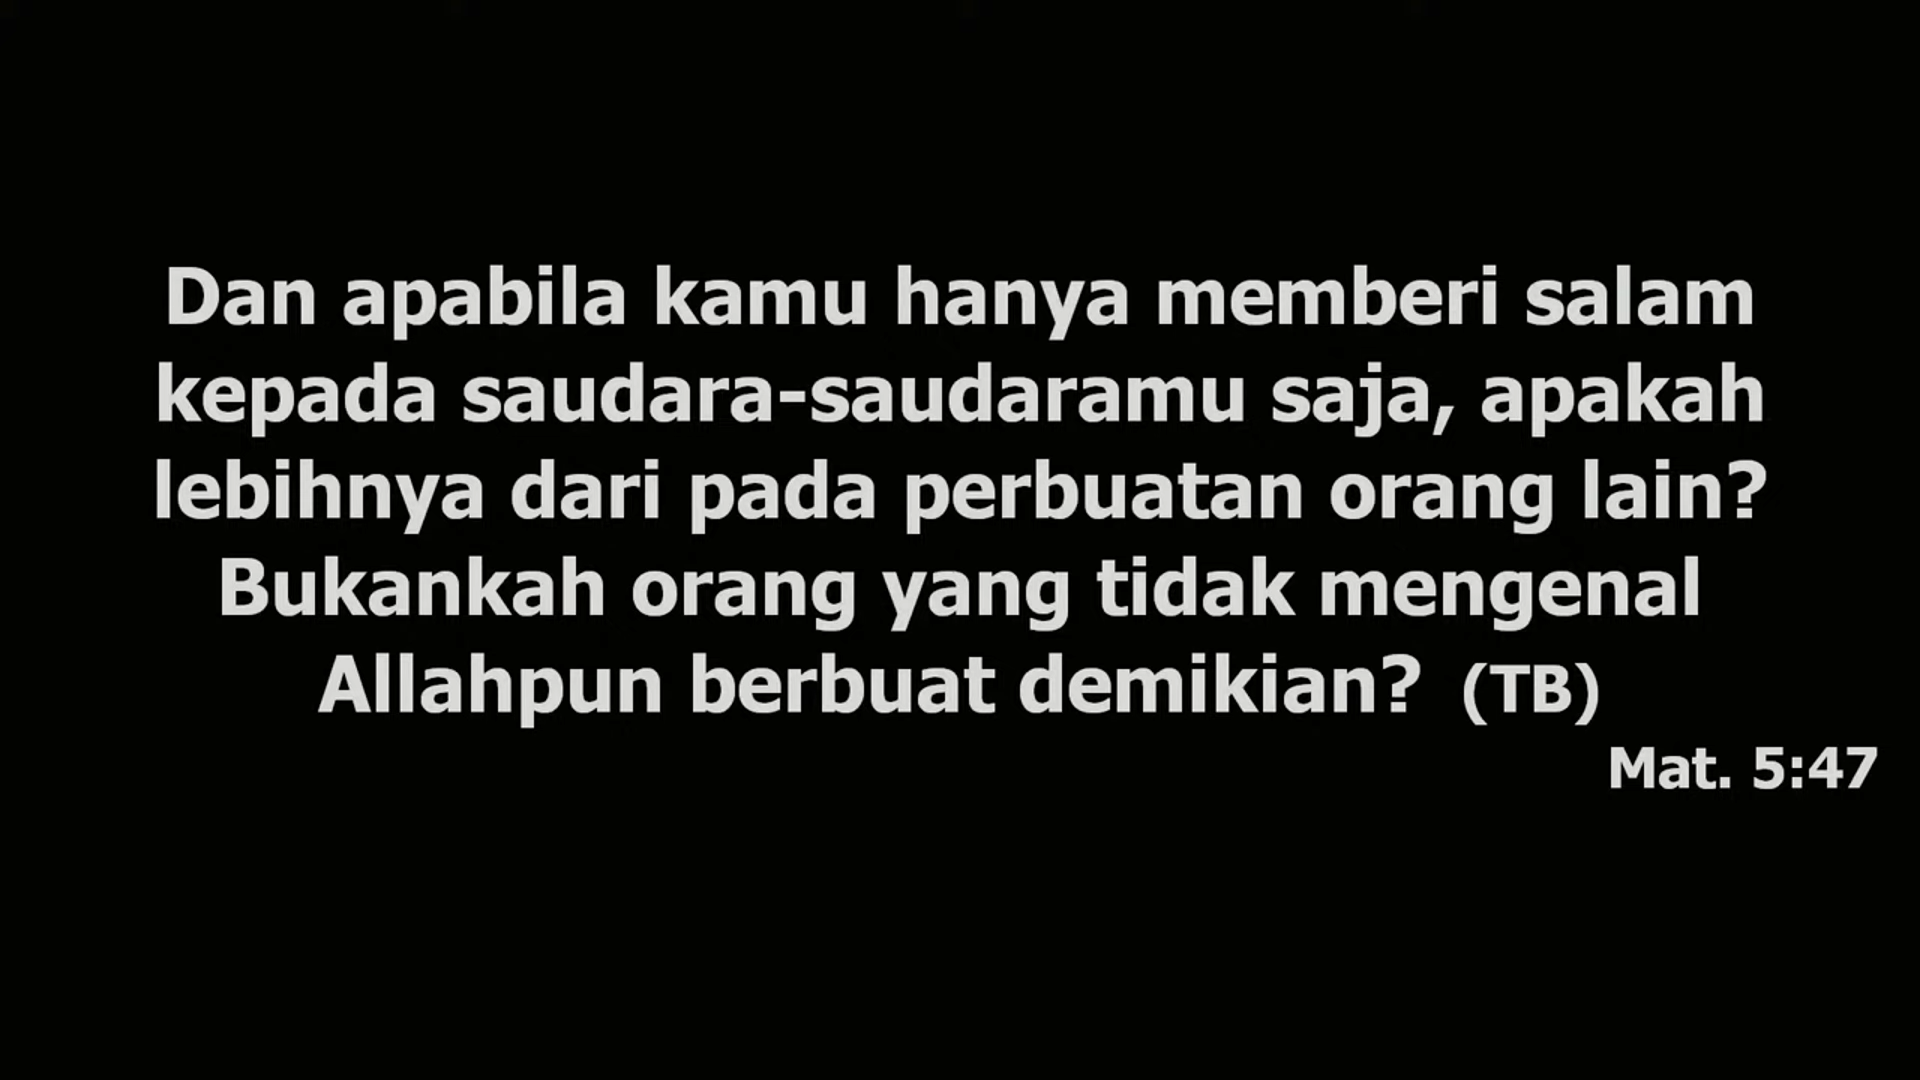 Dan apabila kamu hanya memberi salam
kepada saudara-saudaramu saja, apakah
lebihnya dari pada perbuatan orang lain?
Bukankah orang yang tidak mengenal
Allahpun berbuat demikian? (TB)
Mat. 5:47